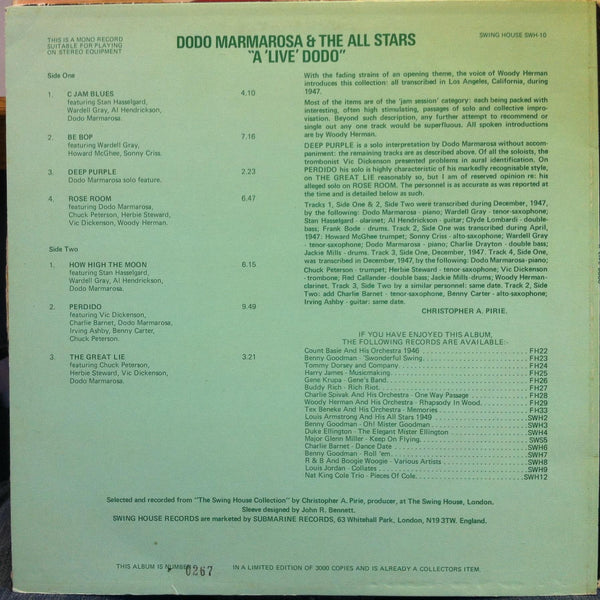 THIS IS A MONO RECORD
SUITABLE FOR PLAYING
ON STEREO EQUIPMENT
DODO MARMAROSA & THE ALL STARS
"A 'LIVE' DODO"
SWING HOUSE SWH-10
Side One
1. C JAM BLUES 4.10
featuring Stan Hasselgard,
Wardell Gray, Al Hendrickson,
Dodo Marmarosa.
2. BE BOP 7.16
featuring Wardell Gray,
Howard McGhee, Sonny Criss.
3. DEEP PURPLE 2.23
Dodo Marmarosa solo feature.
4. ROSE ROOM 6.47
featuring Dodo Marmarosa,
Chuck Peterson, Herbie Steward,
Vic Dickenson, Woody Herman.
Side Two
1. HOW HIGH THE MOON 6.15
featuring Stan Hasselgard,
Wardell Gray, Al Hendrickson,
Dodo Marmarosa.
2. PERDIDO 9.49
featuring Vic Dickenson,
Charlie Barnet, Dodo Marmarosa,
Irving Ashby, Benny Carter,
Chuck Peterson.
3. THE GREAT LIE 3.21
featuring Chuck Peterson,
Herbie Steward, Vic Dickenson,
Dodo Marmarosa.
With the fading strains of an opening theme, the voice of Woody Herman
introduces this collection: all transcribed in Los Angeles, California, during
1947.
Most of the items are of the 'jam session' category: each being packed with
interesting, often high stimulating, passages of solo and collective impro-
visation. Beyond such description, any further attempt to recommend or
single out any one track would be superfluous. All spoken introductions
are by Woody Herman.
DEEP PURPLE is a solo interpretation by Dodo Marmarosa without accom-
paniment: the remaining tracks are as described above. Of all the soloists, the
trombonist Vic Dickenson presented problems in aural identification. On
PERDIDO his solo is highly characteristic of his markedly recognisable style,
on THE GREAT LIE reasonably so, but I am of reserved opinion re: his
alleged solo on ROSE ROOM. The personnel is as accurate as was reported
at the time and is detailed below as such:
Tracks 1, Side One & 2, Side Two were transcribed during December, 1947,
by the following: Dodo Marmarosa - piano; Wardell Gray - tenor-saxophone;
Stan Hasselgard - clarinet; Al Hendrickson - guitar; Clyde Lombardi - double-
bass; Frank Bode - drums. Track 2, Side One was transcribed during April,
1947: Howard McGhee trumpet; Sonny Criss - alto-saxophone; Wardell Gray
- tenor-saxophone; Dodo Marmarosa - piano; Charlie Drayton - double bass;
Jackie Mills - drums. Track 3, Side One, December, 1947. Track 4, Side One,
was transcribed in December, 1947, by the following: Dodo Marmarosa- piano;
Chuck Peterson - trumpet; Herbie Steward - tenor saxophone; Vic Dickenson
- trombone; Red Callander -double bass; Jackie Mills -drums; Woody Herman-
clarinet. Track 3, Side Two by a similar personnel: same date. Track 2, Side
Two: add Charlie Barnet - tenor-saxophone, Benny Carter - alto-saxophone;
Irving Ashby - guitar: same date.
CHRISTOPHER A. PIRIE.
IF YOU HAVE ENJOYED THIS ALBUM,
THE FOLLOWING RECORDS ARE AVAILABLE:-
Count Basie And His Orchestra 1946 FH22
Benny Goodman - 'Swonderful Swing. FH23
Tommy Dorsey and Company. FH24
Harry James - Musicomaking. FH25
Gene Krupa - Gene's Band. FH26
Buddy Rich - Rich Riot. FH27
Charlie Spivak And His Orchestra - One Way Passage FH28
Woody Herman And His Orchestra - Rhapsody In Wood. FH29
Tex Beneke And His Orchestra - Memories FH33
Louis Armstrong And His All Stars 1949 SWH2
Benny Goodman - Oh! Mister Goodman SWH3
Duke Ellington - The Elegant Mister Ellington SWH4
Major Glenn Miller - Keep On Flying. SWS5
Charlie Barnet - Dance Date SWH6
Benny Goodman - Roll 'em. SWH7
R & B And Boogie Woogie - Various Artists SWH8
Louis Jordan - Collates SWH9
Nat King Cole Trio - Pieces Of Cole. SWH12
Selected and recorded from "The Swing House Collection" by Christopher A. Pirie, producer, at The Swing House, London.
Sleeve designed by John R. Bennett.
SWING HOUSE RECORDS are marketed by SUBMARINE RECORDS, 63 Whitehall Park, London, N19 3TW, England.
THIS ALBUM IS NUMBER 0267 IN A LIMITED EDITION OF 3000 COPIES AND IS ALREADY A COLLECTORS ITEM.